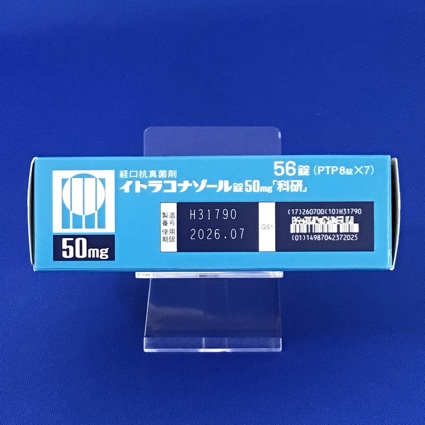 経口抗真菌剤
56錠(PTP8錠×7)
イトラコナゾール錠50mg「科研」
50mg
製造番号 H31790
使用期限 2026.07
GS1
(17)260700(10)H31790
(01)14987042372025